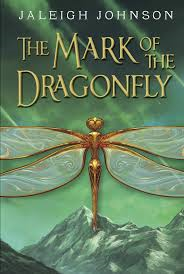 JALEIGH JOHNSON
THE MARK OF THE
DRAGONFLY